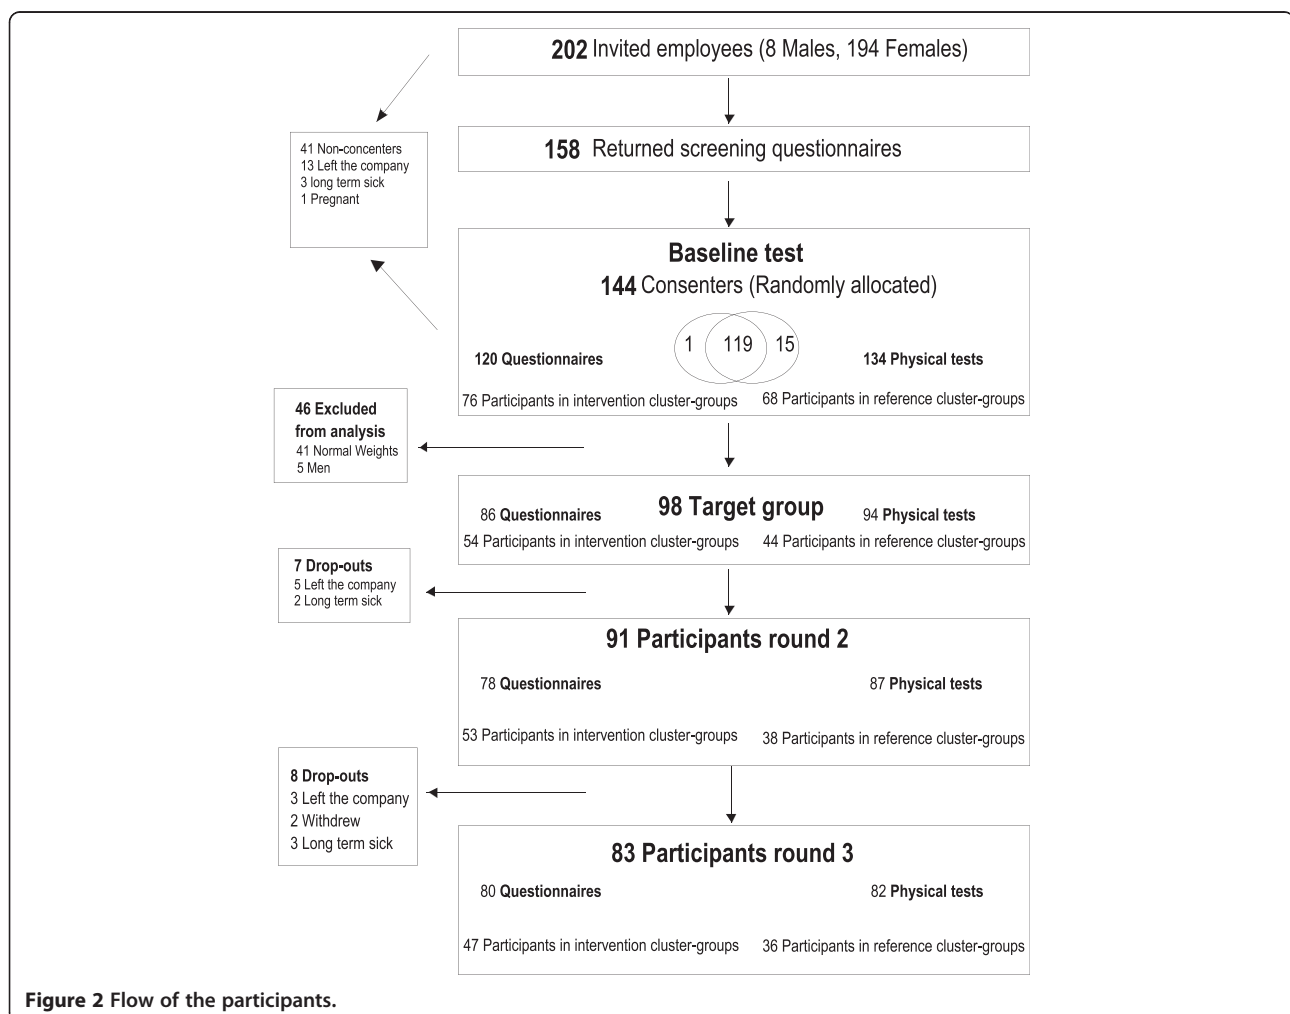 202 Invited employees (8 Males, 194 Females)
41 Non-concenters
13 Left the company
3 long term sick
1 Pregnant
158 Returned screening questionnaires
Baseline test
144 Consenters (Randomly allocated)
1 119 15
120 Questionnaires 134 Physical tests
76 Participants in intervention cluster-groups 68 Participants in reference cluster-groups
46 Excluded
from analysis
41 Normal Weights
5 Men
98 Target group
86 Questionnaires 94 Physical tests
54 Participants in intervention cluster-groups 44 Participants in reference cluster-groups
7 Drop-outs
5 Left the company
2 Long term sick
91 Participants round 2
78 Questionnaires 87 Physical tests
53 Participants in intervention cluster-groups 38 Participants in reference cluster-groups
8 Drop-outs
3 Left the company
2 Withdrew
3 Long term sick
83 Participants round 3
80 Questionnaires 82 Physical tests
47 Participants in intervention cluster-groups 36 Participants in reference cluster-groups
Figure 2 Flow of the participants.